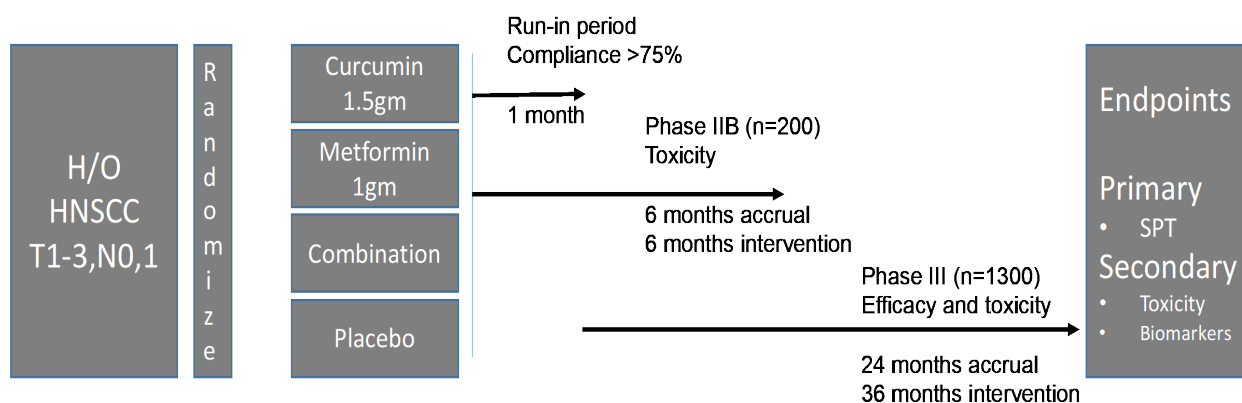 H/O
HNSCC
T1-3,N0,1
Randomize
Curcumin
1.5gm
Metformin
1gm
Combination
Placebo
Run-in period
Compliance >75%
1 month
Phase IIB (n=200)
Toxicity
6 months accrual
6 months intervention
Phase III (n=1300)
Efficacy and toxicity
24 months accrual
36 months intervention
Endpoints
Primary
• SPT
Secondary
• Toxicity
• Biomarkers